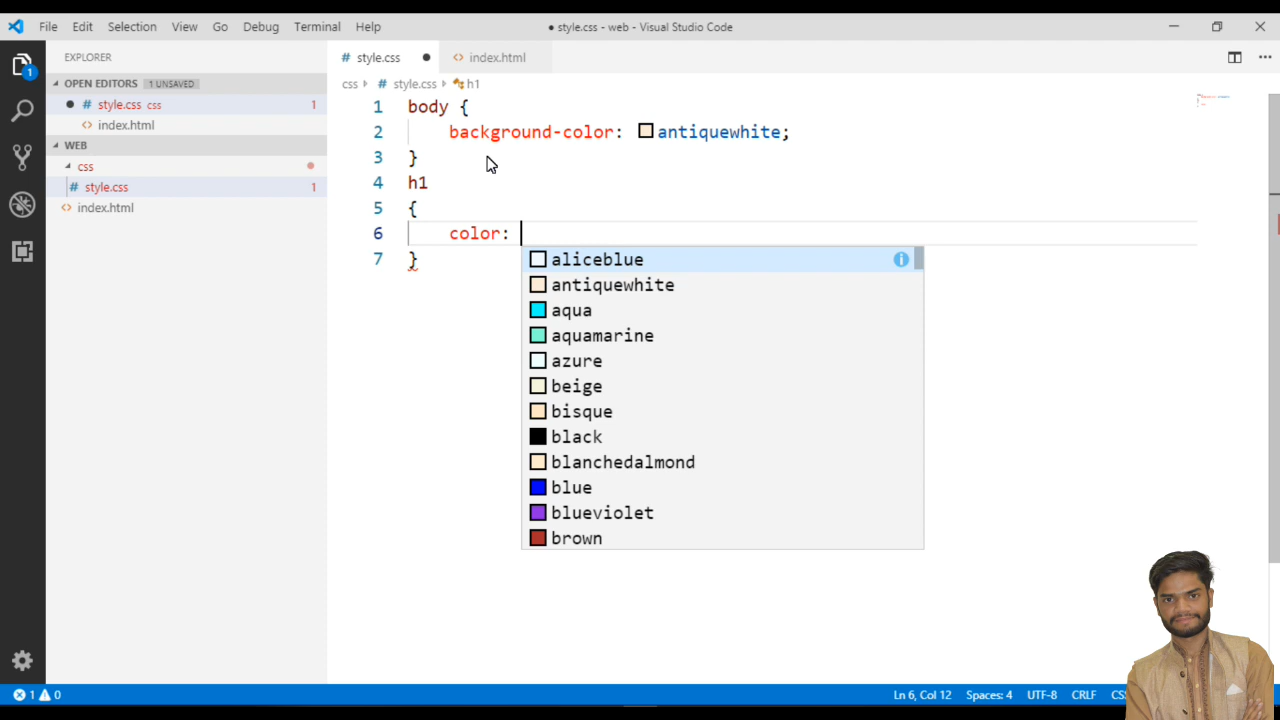 File Edit Selection View Go Debug Terminal Help
● style.css - web - Visual Studio Code
EXPLORER
# style.css ●
<> index.html
OPEN EDITORS 1 UNSAVED
● # style.css css 1
<> index.html
WEB
css
# style.css 1
<> index.html
1
css # style.css h1
1 body {
2 background-color: antiquewhite;
3 }
4 h1
5 {
6 color:
7 }
aliceblue
antiquewhite
aqua
aquamarine
azure
beige
bisque
black
blanchedalmond
blue
blueviolet
brown
1 0
Ln 6, Col 12 Spaces: 4 UTF-8 CRLF